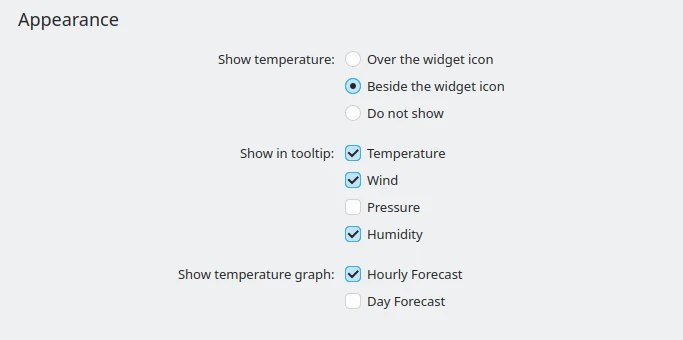 Appearance
Show temperature: Over the widget icon
Beside the widget icon
Do not show
Show in tooltip: Temperature
Wind
Pressure
Humidity
Show temperature graph: Hourly Forecast
Day Forecast